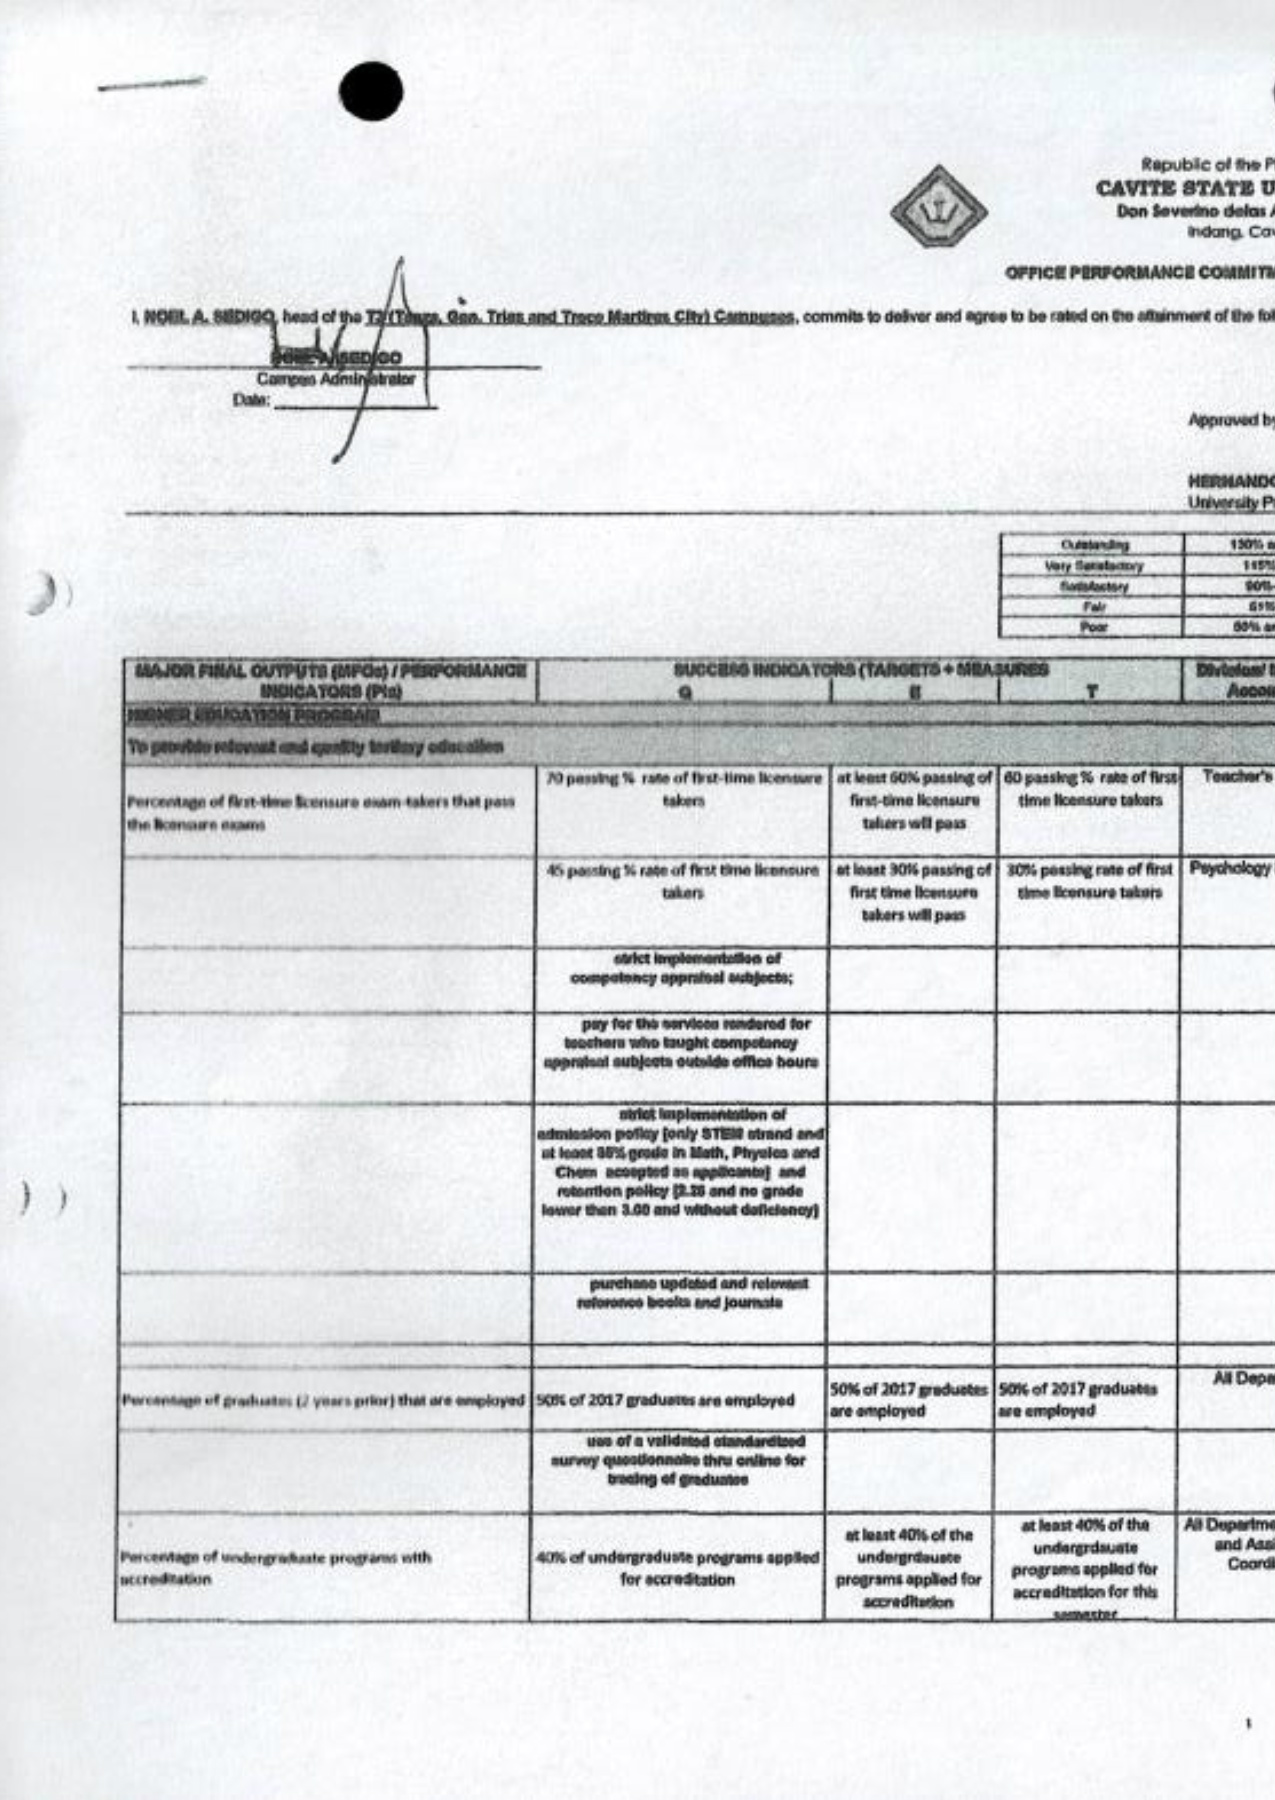 Republic of the P
CAVITE STATE U
Don Severino delas A
Indang, Cav
OFFICE PERFORMANCE COMMITM
I, NOEL A. SEDIGO, head of the T3 (Tanza, Gen. Trias and Trece Martires City) Campuses, commits to deliver and agree to be rated on the attainment of the fol
NOEL A. SEDIGO
Campus Administrator
Date:
Approved by
HERNANDO
University P
Outstanding 130% a
Very Satisfactory 115%
Satisfactory 90%-
Fair 51%
Poor 50% or
MAJOR FINAL OUTPUTS (MFOs) / PERFORMANCE
INDICATORS (PIs)
SUCCESS INDICATORS (TARGETS + MEASURES
Q E T
Division/
Accou
HIGHER EDUCATION PROGRAM
To provide relevant and quality tertiary education
Percentage of first-time licensure exam-takers that pass
the licensure exams
70 passing % rate of first-time licensure
takers
at least 60% passing of
first-time licensure
takers will pass
60 passing % rate of first
time licensure takers
Teacher's
45 passing % rate of first time licensure
takers
at least 30% passing of
first time licensure
takers will pass
30% passing rate of first
time licensure takers
Psychology
strict implementation of
competency appraisal subjects;
pay for the services rendered for
teachers who taught competency
appraisal subjects outside office hours
strict implementation of
admission policy [only STEM strand and
at least 85% grade in Math, Physics and
Chem accepted as applicants] and
retention policy [2.25 and no grade
lower than 3.00 and without deficiency]
purchase updated and relevant
reference books and journals
Percentage of graduates (2 years prior) that are employed
50% of 2017 graduates are employed
50% of 2017 graduates
are employed
50% of 2017 graduates
are employed
All Depa
use of a validated standardized
survey questionnaire thru online for
tracing of graduates
Percentage of undergraduate programs with
accreditation
40% of undergraduate programs applied
for accreditation
at least 40% of the
undergrdauate
programs applied for
accreditation
at least 40% of the
undergrdauate
programs applied for
accreditation for this
semester
All Departme
and Assi
Coordi
1